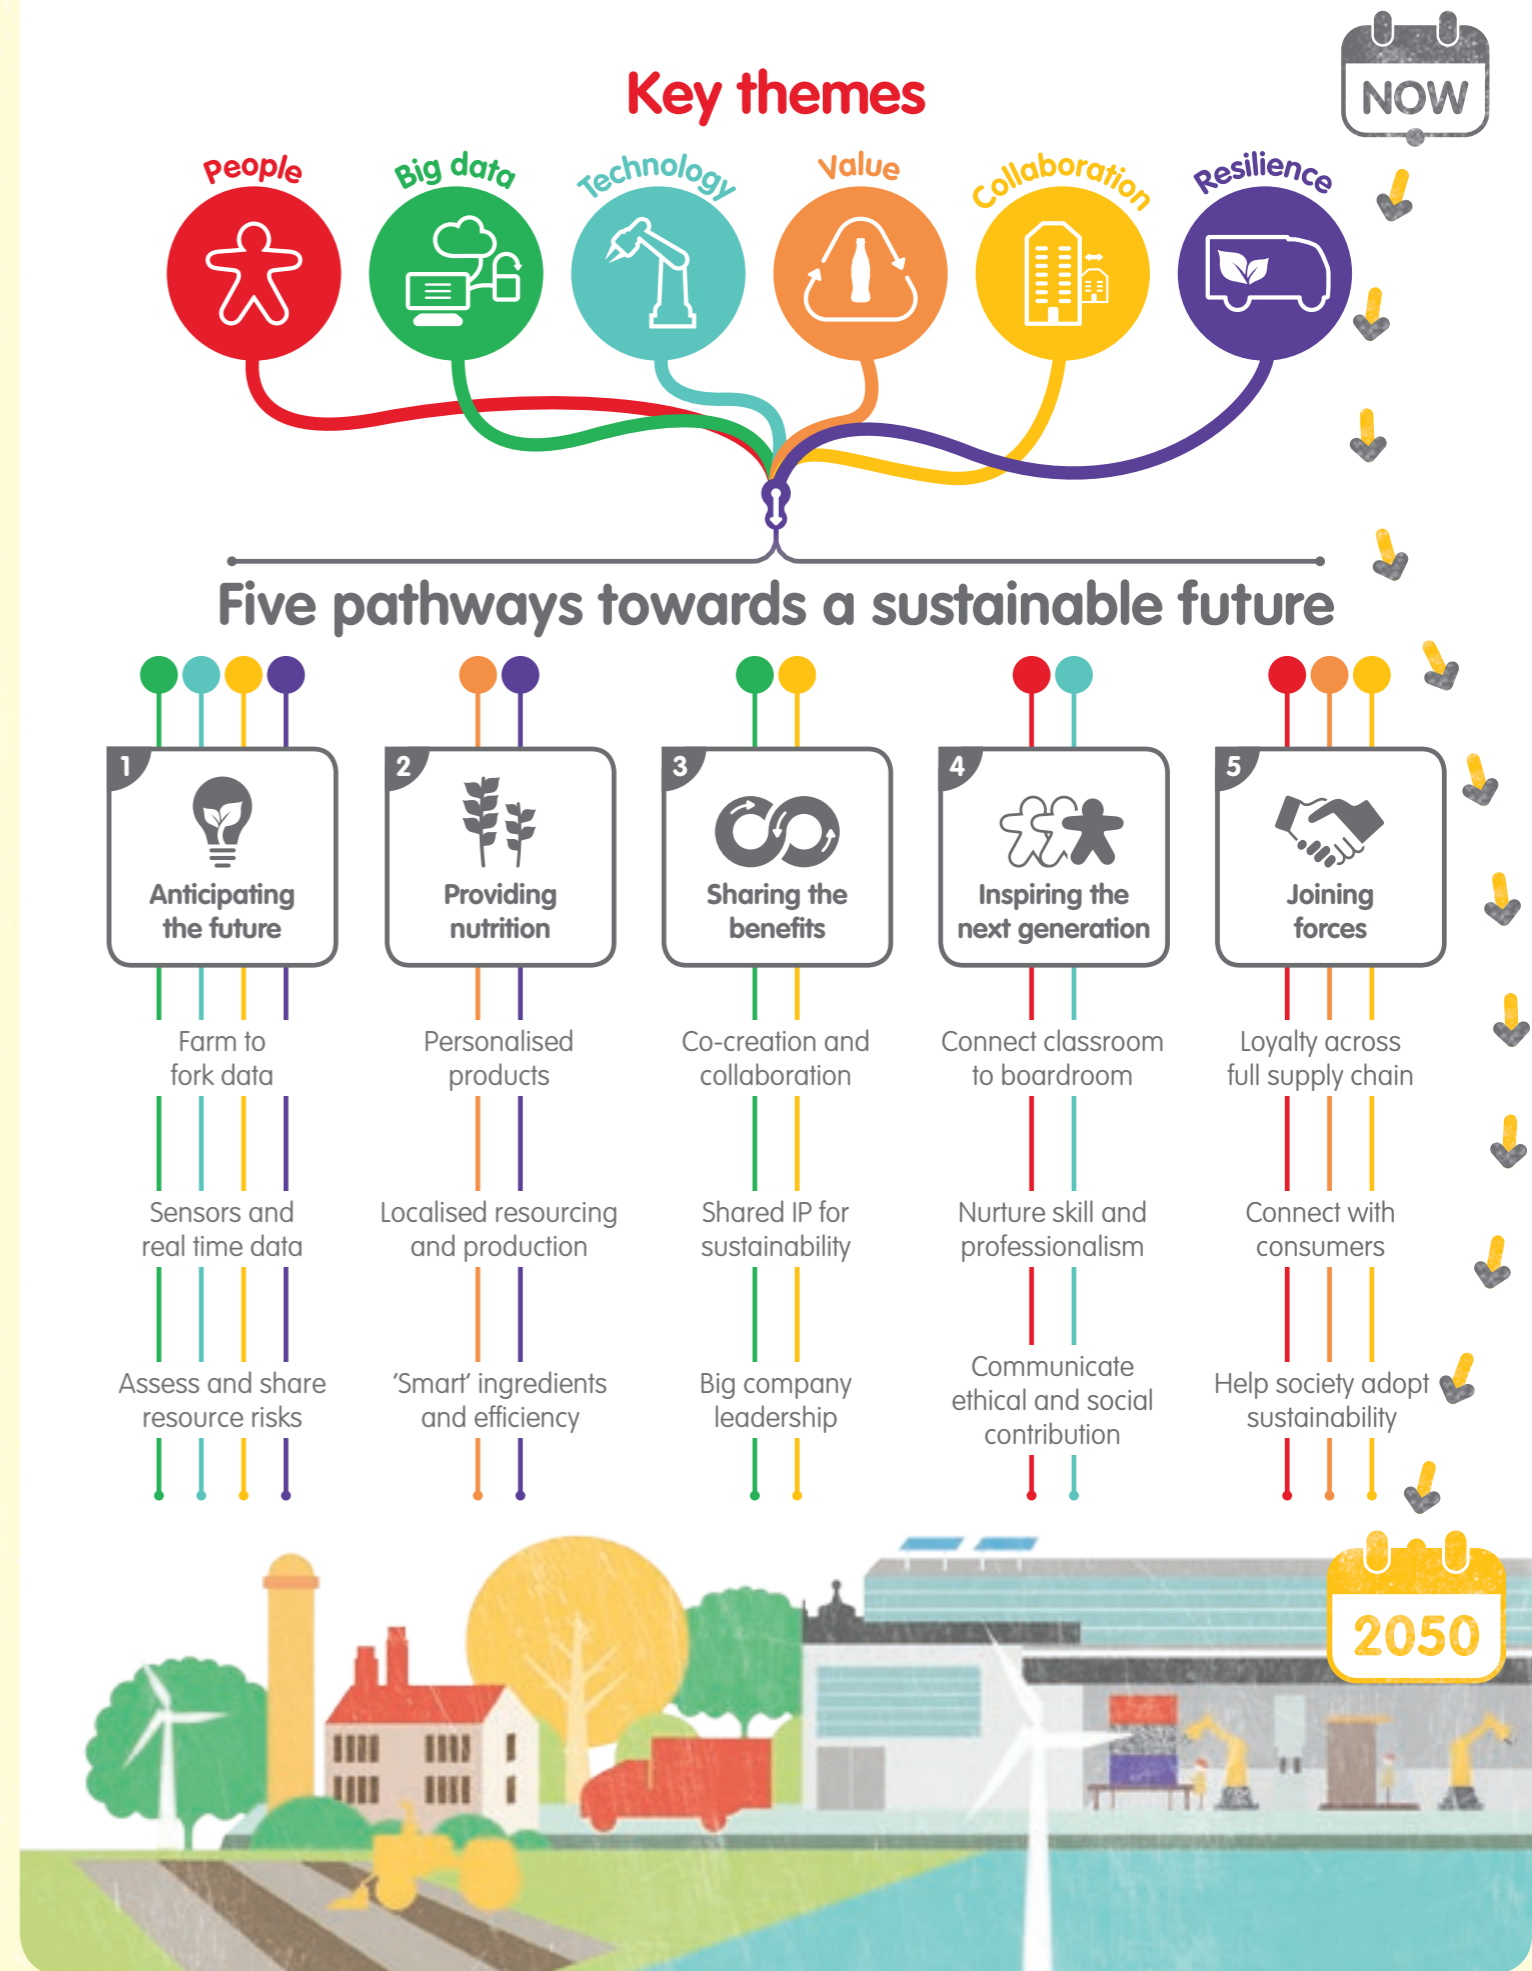 NOW
Key themes
People
Big data
Technology
Value
Collaboration
Resilience
Five pathways towards a sustainable future
1
Anticipating
the future
Farm to
fork data
Sensors and
real time data
Assess and share
resource risks
2
Providing
nutrition
Personalised
products
Localised resourcing
and production
'Smart' ingredients
and efficiency
3
Sharing the
benefits
Co-creation and
collaboration
Shared IP for
sustainability
Big company
leadership
4
Inspiring the
next generation
Connect classroom
to boardroom
Nurture skill and
professionalism
Communicate
ethical and social
contribution
5
Joining
forces
Loyalty across
full supply chain
Connect with
consumers
Help society adopt
sustainability
2050